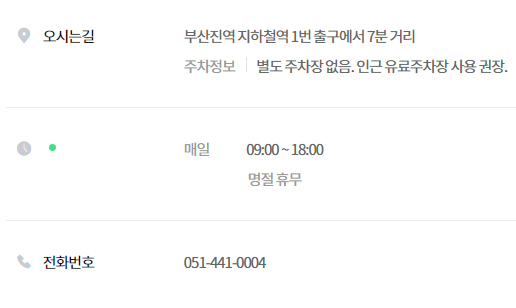 오시는길 부산진역 지하철역 1번 출구에서 7분 거리
주차정보 별도 주차장 없음. 인근 유료주차장 사용 권장.
매일 09:00 ~ 18:00
명절 휴무
전화번호 051-441-0004